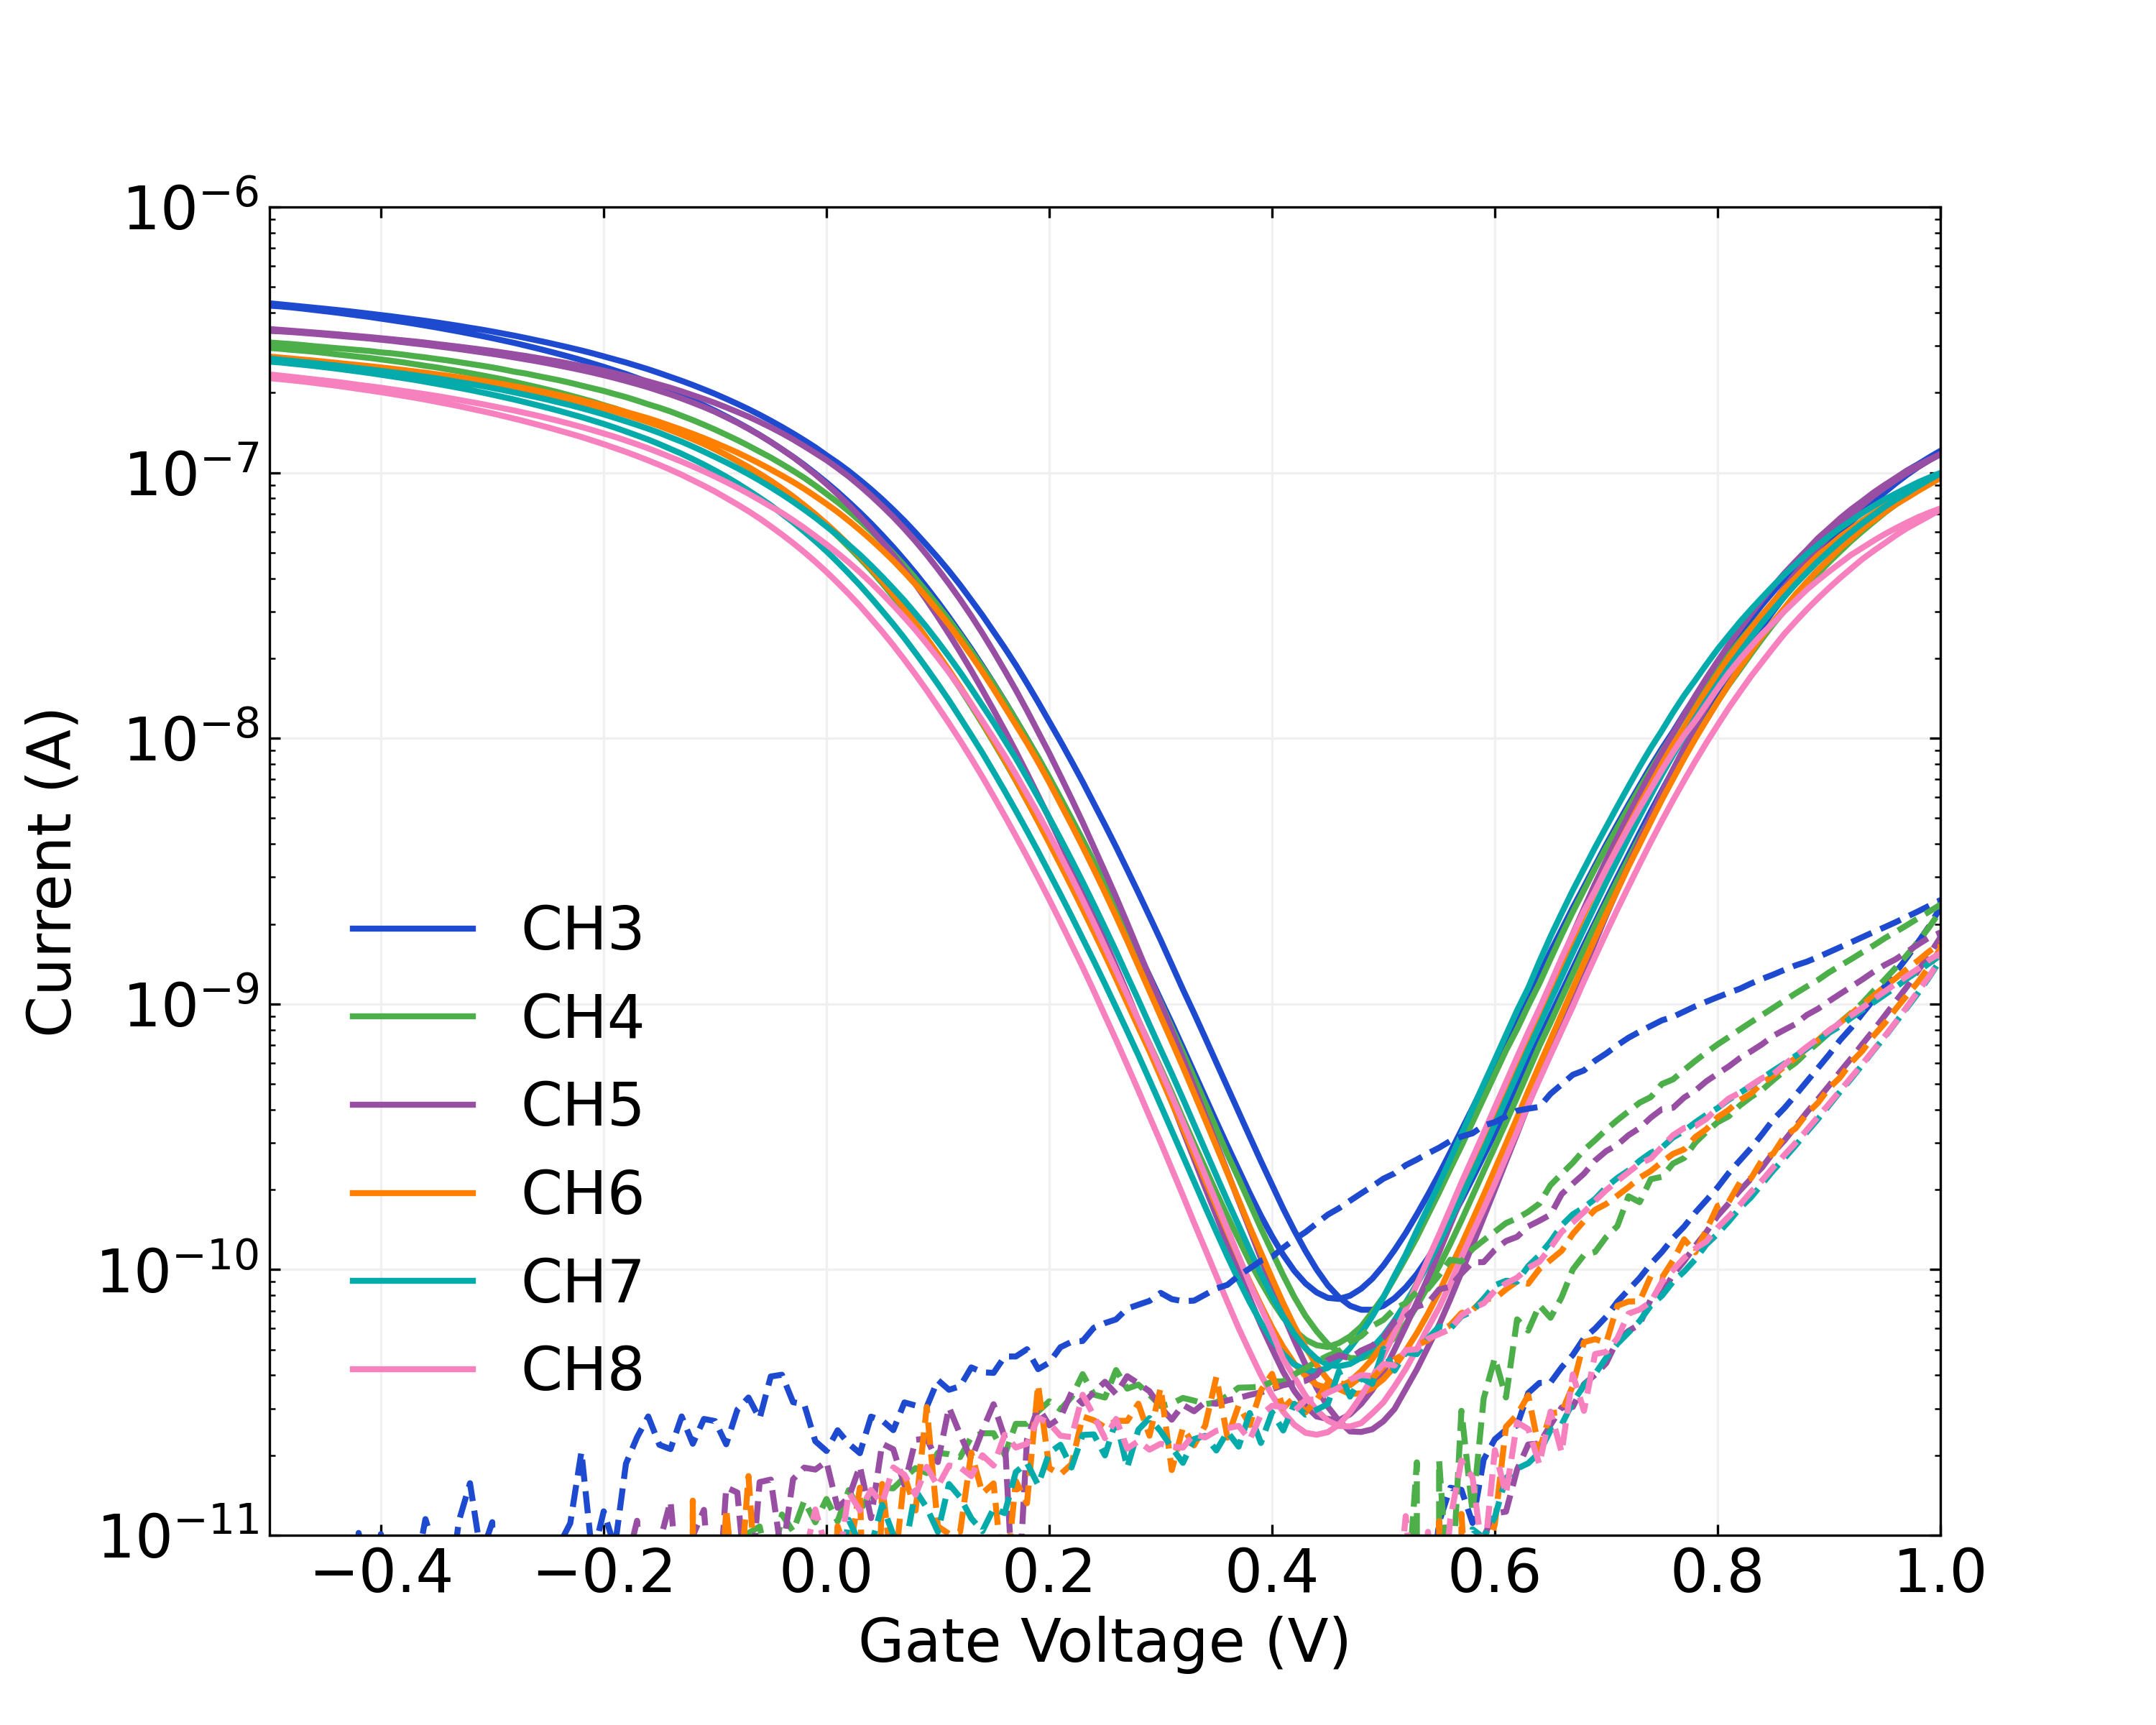 10⁻⁶
10⁻⁷
10⁻⁸
10⁻⁹
10⁻¹⁰
10⁻¹¹
Current (A)
CH3
CH4
CH5
CH6
CH7
CH8
−0.4 −0.2 0.0 0.2 0.4 0.6 0.8 1.0
Gate Voltage (V)